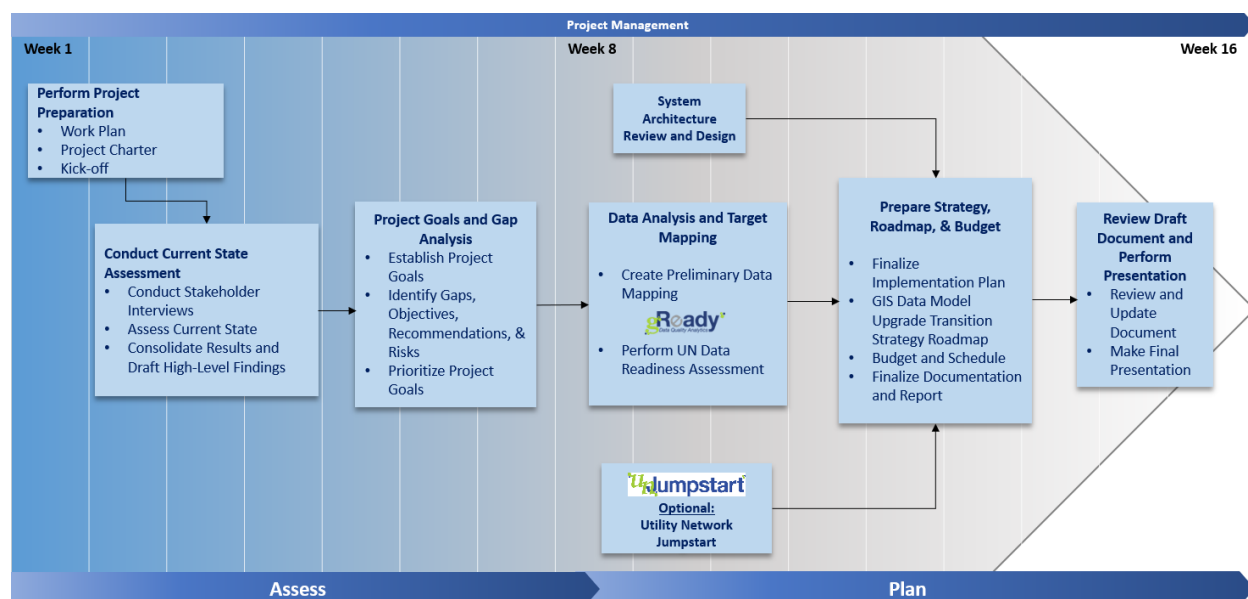 Project Management
Week 1
Week 8
Week 16
Perform Project
Preparation
• Work Plan
• Project Charter
• Kick-off
System
Architecture
Review and Design
Conduct Current State
Assessment
• Conduct Stakeholder
Interviews
• Assess Current State
• Consolidate Results and
Draft High-Level Findings
Project Goals and Gap
Analysis
• Establish Project
Goals
• Identify Gaps,
Objectives,
Recommendations, &
Risks
• Prioritize Project
Goals
Data Analysis and Target
Mapping
• Create Preliminary Data
Mapping
gReady
Data Quality Analytics
• Perform UN Data
Readiness Assessment
Prepare Strategy,
Roadmap, & Budget
• Finalize
Implementation Plan
• GIS Data Model
Upgrade Transition
Strategy Roadmap
• Budget and Schedule
• Finalize Documentation
and Report
Review Draft
Document and
Perform
Presentation
• Review and
Update
Document
• Make Final
Presentation
un Jumpstart
Optional:
Utility Network
Jumpstart
Assess
Plan